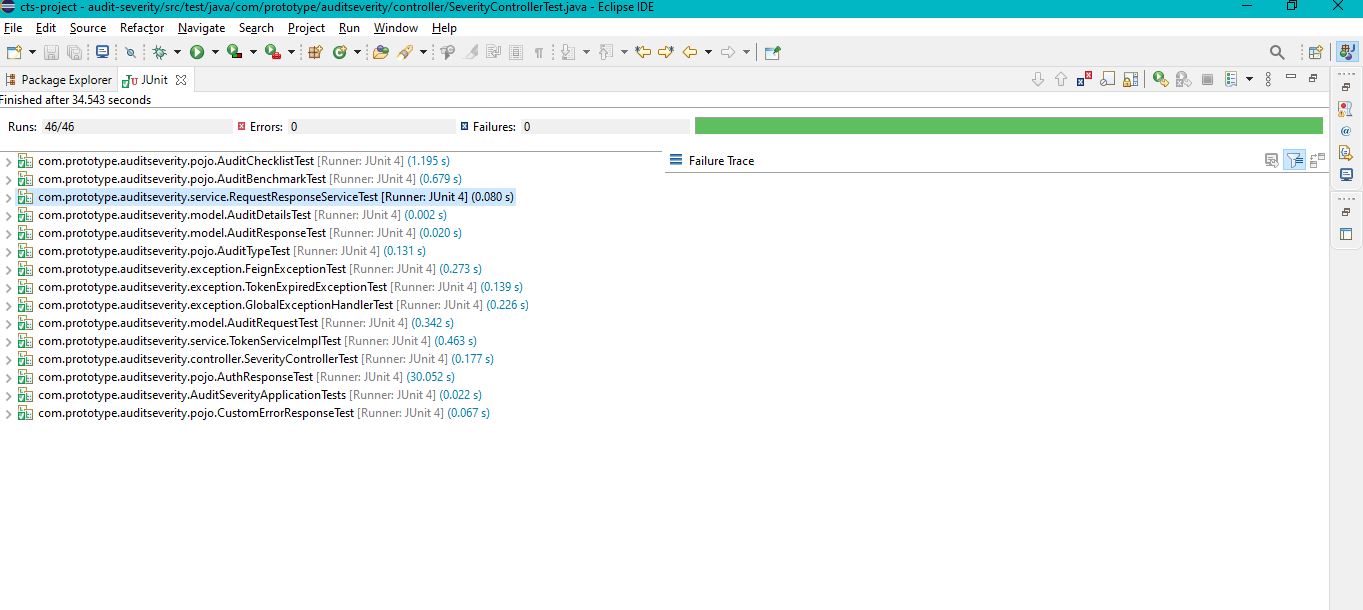 cts-project - audit-severity/src/test/java/com/prototype/auditseverity/controller/SeverityControllerTest.java - Eclipse IDE
File Edit Source Refactor Navigate Search Project Run Window Help
Package Explorer JUnit
Finished after 34.543 seconds
Runs: 46/46 Errors: 0 Failures: 0
com.prototype.auditseverity.pojo.AuditChecklistTest [Runner: JUnit 4] (1.195 s)
Failure Trace
com.prototype.auditseverity.pojo.AuditBenchmarkTest [Runner: JUnit 4] (0.679 s)
com.prototype.auditseverity.service.RequestResponseServiceTest [Runner: JUnit 4] (0.080 s)
com.prototype.auditseverity.model.AuditDetailsTest [Runner: JUnit 4] (0.002 s)
com.prototype.auditseverity.model.AuditResponseTest [Runner: JUnit 4] (0.020 s)
com.prototype.auditseverity.pojo.AuditTypeTest [Runner: JUnit 4] (0.131 s)
com.prototype.auditseverity.exception.FeignExceptionTest [Runner: JUnit 4] (0.273 s)
com.prototype.auditseverity.exception.TokenExpiredExceptionTest [Runner: JUnit 4] (0.139 s)
com.prototype.auditseverity.exception.GlobalExceptionHandlerTest [Runner: JUnit 4] (0.226 s)
com.prototype.auditseverity.model.AuditRequestTest [Runner: JUnit 4] (0.342 s)
com.prototype.auditseverity.service.TokenServiceImplTest [Runner: JUnit 4] (0.463 s)
com.prototype.auditseverity.controller.SeverityControllerTest [Runner: JUnit 4] (0.177 s)
com.prototype.auditseverity.pojo.AuthResponseTest [Runner: JUnit 4] (30.052 s)
com.prototype.auditseverity.AuditSeverityApplicationTests [Runner: JUnit 4] (0.022 s)
com.prototype.auditseverity.pojo.CustomErrorResponseTest [Runner: JUnit 4] (0.067 s)